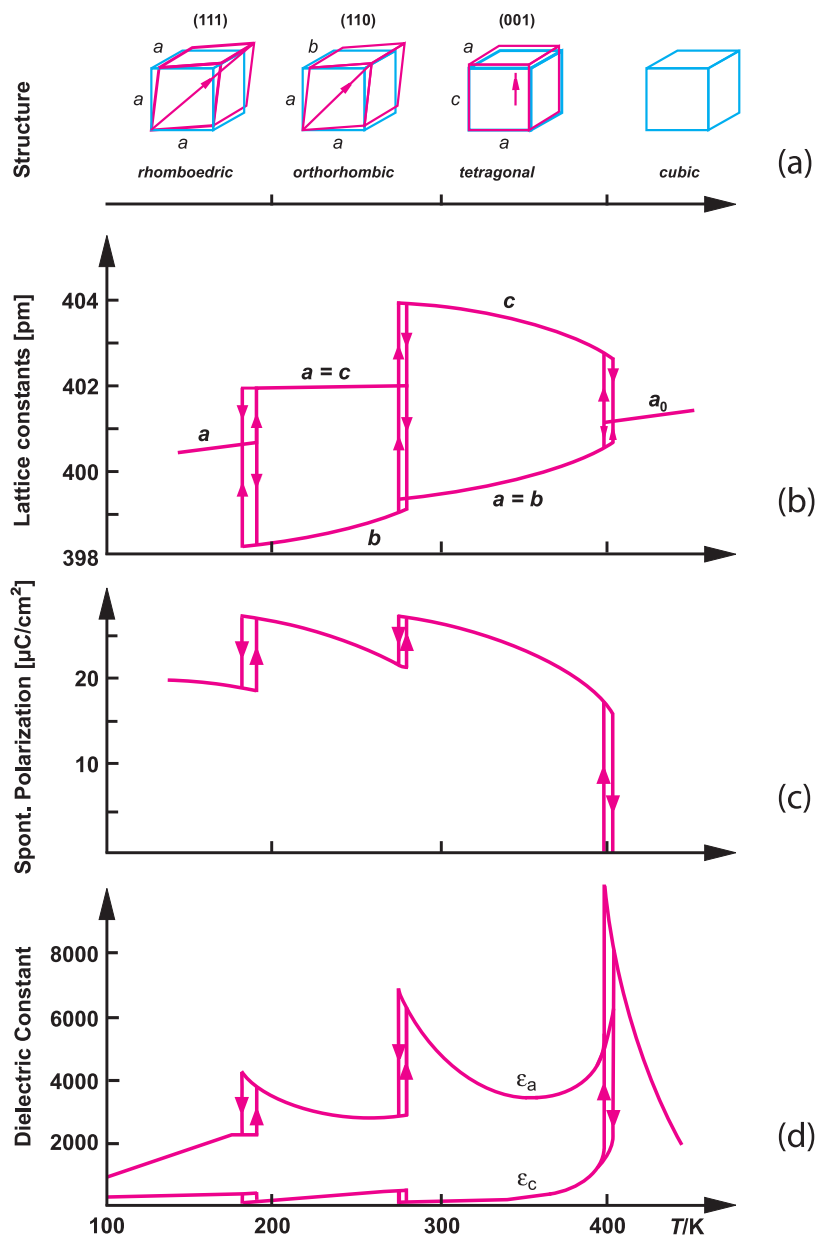 (111) (110) (001)
a b a
a a c
a a a
rhomboedric orthorhombic tetragonal cubic
Structure
(a)
Lattice constants [pm]
404
402
400
398
a
a = c
b
c
a = b
a₀
(b)
Spont. Polarization [µC/cm²]
20
10
(c)
Dielectric Constant
8000
6000
4000
2000
εa
εc
(d)
100 200 300 400 T/K